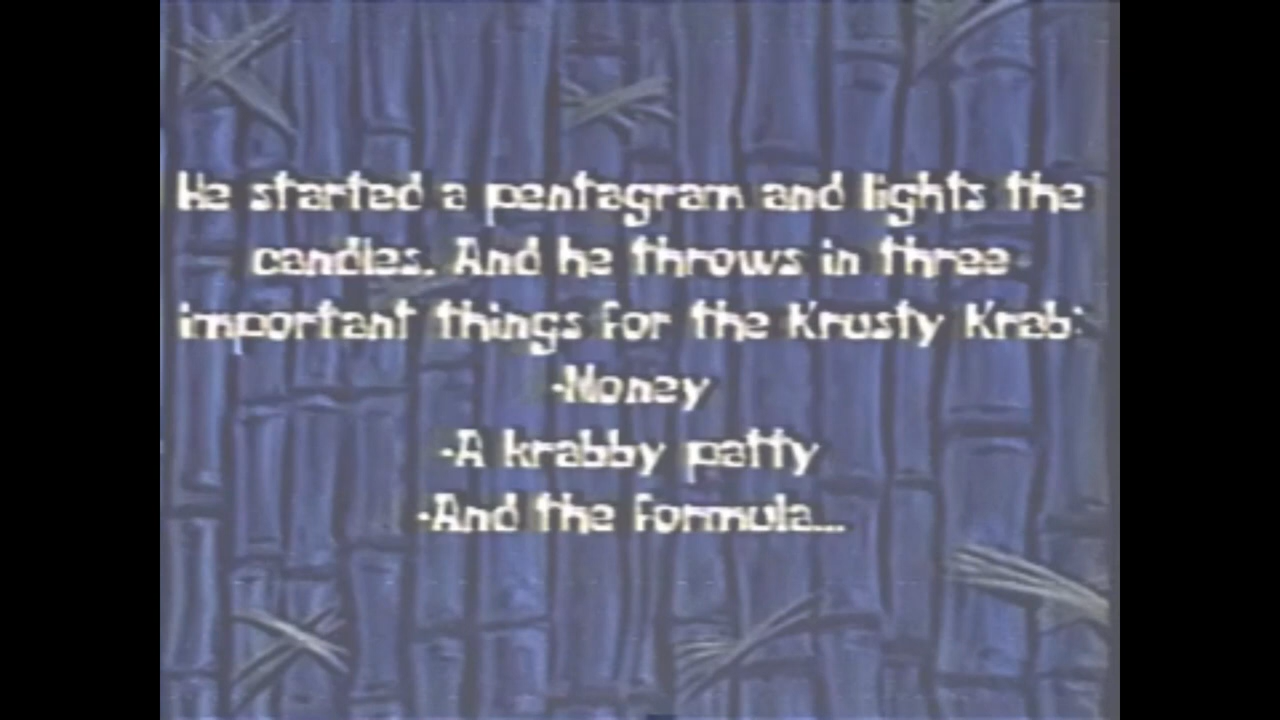 He started a pentagram and lights the
candles. And he throws in three
important things for the Krusty Krab:
-Money
-A krabby patty
-And the formula...